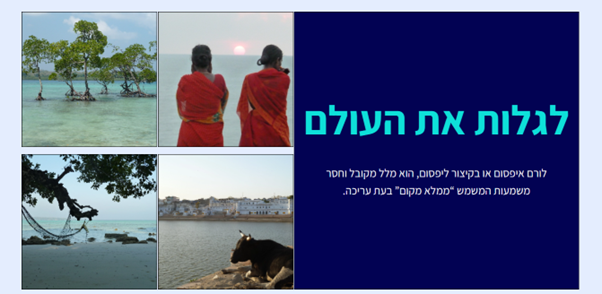 לגלות את העולם
לורם איפסום או בקיצור ליפסום, הוא מלל מקובל וחסר
משמעות המשמש “ממלא מקום” בעת עריכה.